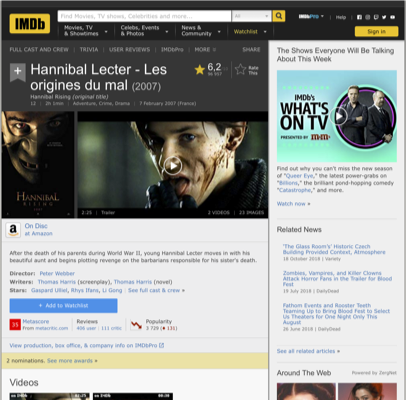 IMDb
Find Movies, TV shows, Celebrities and more...
All
IMDbPro
Help
Movies, TV
& Showtimes
Celebs, Events
& Photos
News &
Community
Watchlist
Sign in
FULL CAST AND CREW | TRIVIA | USER REVIEWS | IMDbPro | MORE
SHARE
Hannibal Lecter - Les
origines du mal (2007)
Hannibal Rising (original title)
12 | 2h 1min | Adventure, Crime, Drama | 7 February 2007 (France)
6,2
Rate
This
HANNIBAL
RISING
2:25 | Trailer
2 VIDEOS | 23 IMAGES
On Disc
at Amazon
After the death of his parents during World War II, young Hannibal Lecter moves in with his
beautiful aunt and begins plotting revenge on the barbarians responsible for his sister's death.
Director: Peter Webber
Writers: Thomas Harris (screenplay), Thomas Harris (novel)
Stars: Gaspard Ulliel, Rhys Ifans, Li Gong | See full cast & crew »
+ Add to Watchlist
35
Metascore
From metacritic.com
Reviews
406 user | 111 critic
Popularity
3 729 ( 131)
View production, box office, & company info on IMDbPro
2 nominations. See more awards »
Videos
The Shows Everyone Will Be Talking
About This Week
IMDb's
WHAT'S
ON TV
PRESENTED BY m&m's
Find out why you can't miss the new season
of "Queer Eye," the latest power-grabs on
"Billions," the brilliant pond-hopping comedy
"Catastrophe," and more.
Watch now »
Related News
'The Glass Room's' Historic Czech
Building Provided Context, Atmosphere
16 October 2018 | Variety
Zombies, Vampires, and Killer Clowns
Attack Horror Fans in the Trailer for Blood
Fest
19 July 2018 | DailyDead
Fathom Events and Rooster Teeth
Teaming Up to Bring Blood Fest to Select
Us Theaters for One Night Only This
August
26 June 2018 | DailyDead
See all related articles »
Around The Web
Powered by ZergNet